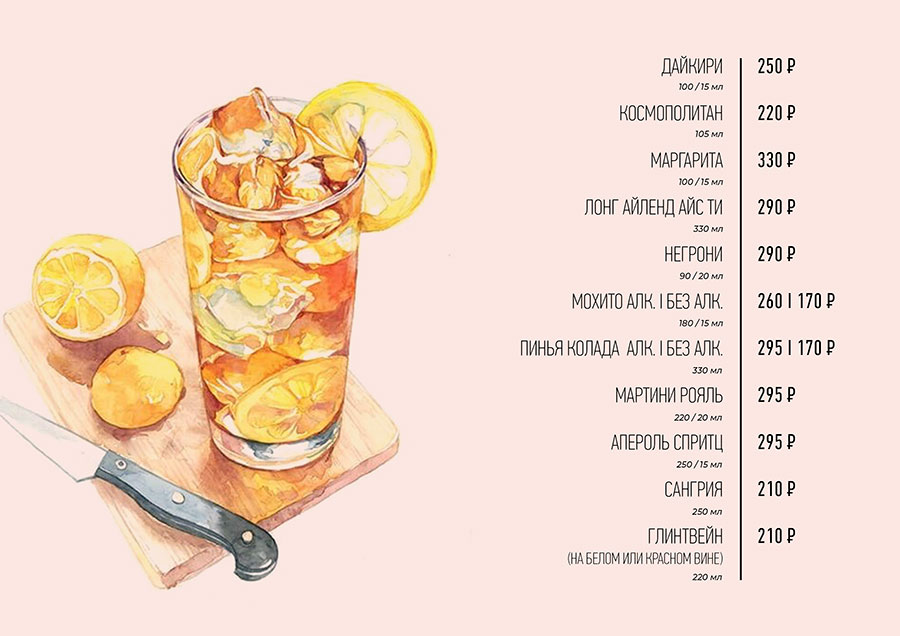 ДАЙКИРИ 250 ₽
100 / 15 мл
КОСМОПОЛИТАН 220 ₽
105 мл
МАРГАРИТА 330 ₽
100 / 15 мл
ЛОНГ АЙЛЕНД АЙС ТИ 290 ₽
330 мл
НЕГРОНИ 290 ₽
90 / 20 мл
МОХИТО АЛК. | БЕЗ АЛК. 260 | 170 ₽
180 / 15 мл
ПИНЬЯ КОЛАДА АЛК. | БЕЗ АЛК. 295 | 170 ₽
330 мл
МАРТИНИ РОЯЛЬ 295 ₽
220 / 20 мл
АПЕРОЛЬ СПРИТЦ 295 ₽
250 / 15 мл
САНГРИЯ 210 ₽
250 мл
ГЛИНТВЕЙН 210 ₽
(НА БЕЛОМ ИЛИ КРАСНОМ ВИНЕ)
220 мл